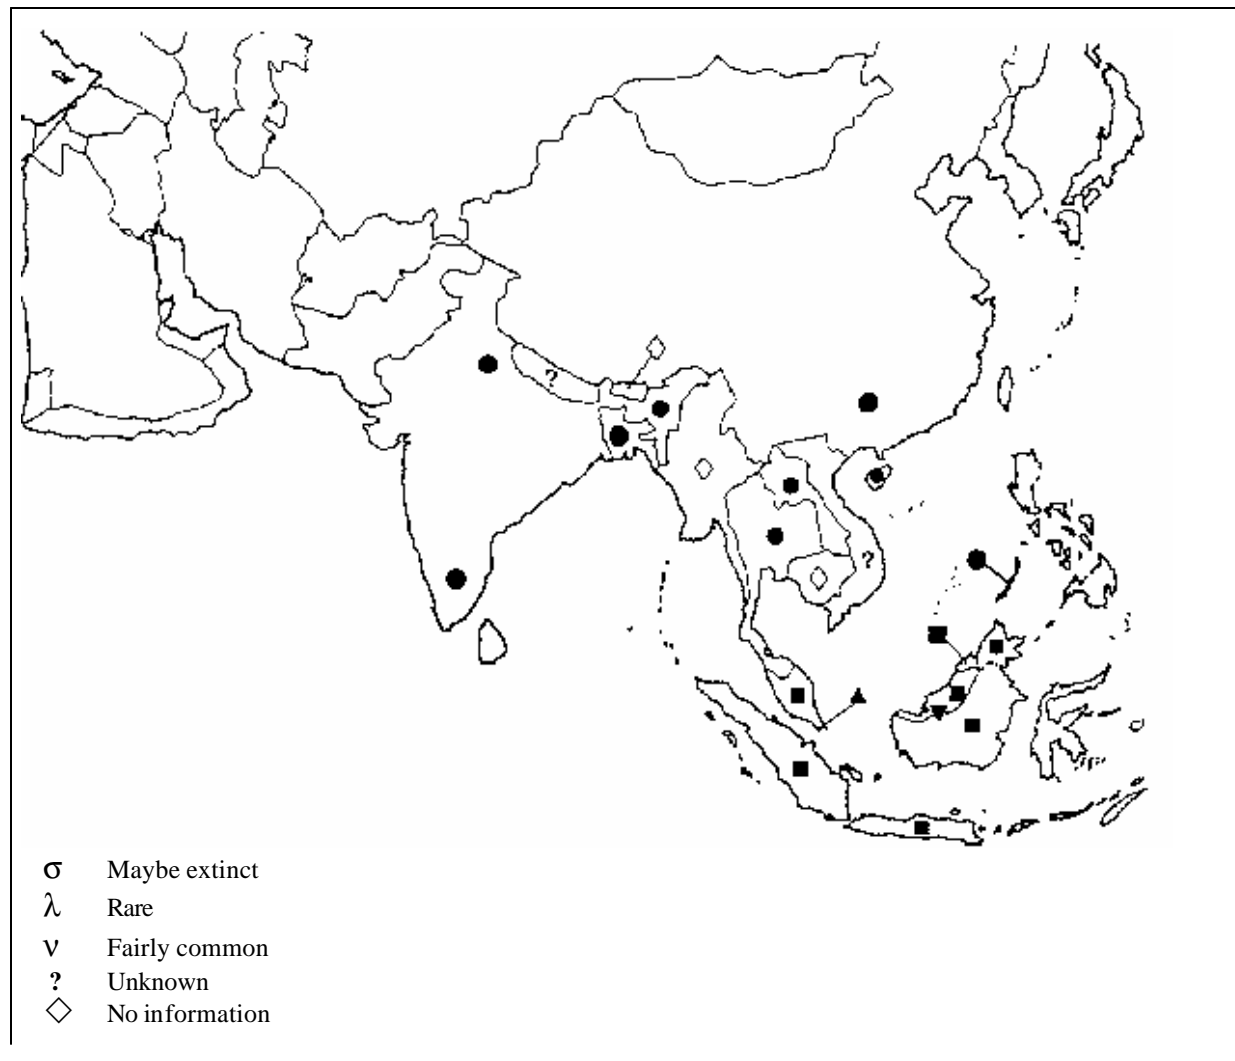 ?
?
σ Maybe extinct
λ Rare
ν Fairly common
? Unknown
◇ No information